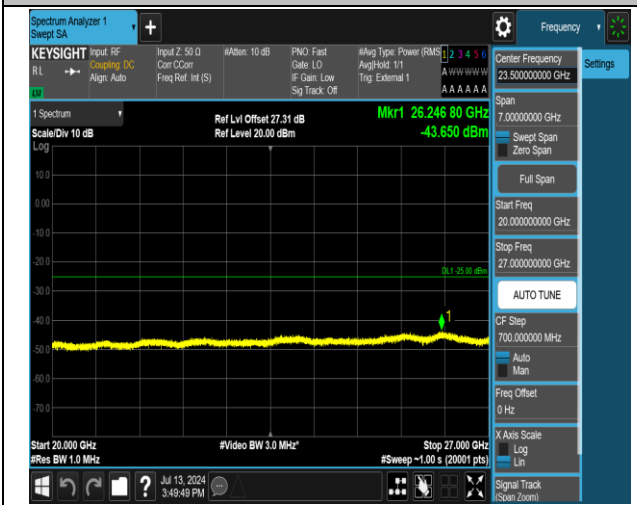 Spectrum Analyzer 1
Swept SA
+
Frequency
KEYSIGHT
RL
Input: RF
Coupling: DC
Align: Auto
Input Z: 50 Ω
Corr CCorr
Freq Ref: Int (S)
#Atten: 10 dB
PNO: Fast
Gate: LO
IF Gain: Low
Sig Track: Off
#Avg Type: Power (RMS
Avg|Hold: 1/1
Trig: External 1
1 2 3 4 5 6
A W W W W W
A A A A A A
LXI
1 Spectrum
Scale/Div 10 dB
Log
Ref Lvl Offset 27.31 dB
Ref Level 20.00 dBm
Mkr1 26.246 80 GHz
-43.650 dBm
10.0
0.00
-10.0
-20.0
-30.0
-40.0
-50.0
-60.0
-70.0
DL1 -25.00 dBm
1
Start 20.000 GHz
#Res BW 1.0 MHz
#Video BW 3.0 MHz*
Stop 27.000 GHz
#Sweep ~1.00 s (20001 pts)
Jul 13, 2024
3:49:49 PM
Center Frequency
23.500000000 GHz
Span
7.00000000 GHz
Swept Span
Zero Span
Full Span
Start Freq
20.000000000 GHz
Stop Freq
27.000000000 GHz
AUTO TUNE
CF Step
700.000000 MHz
Auto
Man
Freq Offset
0 Hz
X Axis Scale
Log
Lin
Signal Track
(Span Zoom)
Settings